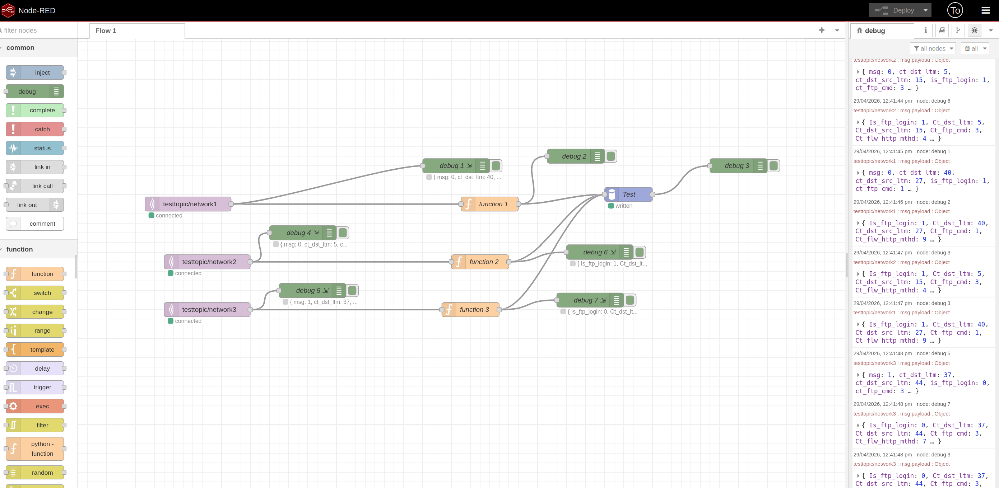 Node-RED
Deploy
To
filter nodes
Flow 1
debug
all nodes
all
common
inject
debug
complete
catch
status
link in
link call
link out
comment
function
function
switch
change
range
template
delay
trigger
exec
filter
python -
function
random
debug 2
debug 1
{ msg: 0, ct_dst_ltm: 40, ...
debug 3
Test
written
testtopic/network1
connected
function 1
debug 4
{ msg: 0, ct_dst_ltm: 5, c...
debug 6
{ Is_ftp_login: 1, Ct_dst_lt...
testtopic/network2
connected
function 2
debug 5
{ msg: 1, ct_dst_ltm: 37, ...
debug 7
{ Is_ftp_login: 0, Ct_dst_lt...
testtopic/network3
connected
function 3
testtopic/network2 : msg.payload : Object
{ msg: 0, ct_dst_ltm: 5,
ct_dst_src_ltm: 15, is_ftp_login: 1,
ct_ftp_cmd: 3 … }
29/04/2026, 12:41:44 pm node: debug 6
testtopic/network2 : msg.payload : Object
{ Is_ftp_login: 1, Ct_dst_ltm: 5,
Ct_dst_src_ltm: 15, Ct_ftp_cmd: 3,
Ct_flw_http_mthd: 4 … }
29/04/2026, 12:41:45 pm node: debug 1
testtopic/network1 : msg.payload : Object
{ msg: 0, ct_dst_ltm: 40,
ct_dst_src_ltm: 27, is_ftp_login: 1,
ct_ftp_cmd: 1 … }
29/04/2026, 12:41:46 pm node: debug 2
testtopic/network1 : msg.payload : Object
{ Is_ftp_login: 1, Ct_dst_ltm: 40,
Ct_dst_src_ltm: 27, Ct_ftp_cmd: 1,
Ct_flw_http_mthd: 9 … }
29/04/2026, 12:41:47 pm node: debug 3
testtopic/network2 : msg.payload : Object
{ Is_ftp_login: 1, Ct_dst_ltm: 5,
Ct_dst_src_ltm: 15, Ct_ftp_cmd: 3,
Ct_flw_http_mthd: 4 … }
29/04/2026, 12:41:47 pm node: debug 3
testtopic/network1 : msg.payload : Object
{ Is_ftp_login: 1, Ct_dst_ltm: 40,
Ct_dst_src_ltm: 27, Ct_ftp_cmd: 1,
Ct_flw_http_mthd: 9 … }
29/04/2026, 12:41:48 pm node: debug 5
testtopic/network3 : msg.payload : Object
{ msg: 1, ct_dst_ltm: 37,
ct_dst_src_ltm: 44, is_ftp_login: 0,
ct_ftp_cmd: 3 … }
29/04/2026, 12:41:48 pm node: debug 7
testtopic/network3 : msg.payload : Object
{ Is_ftp_login: 0, Ct_dst_ltm: 37,
Ct_dst_src_ltm: 44, Ct_ftp_cmd: 3,
Ct_flw_http_mthd: 7 … }
29/04/2026, 12:41:48 pm node: debug 3
testtopic/network3 : msg.payload : Object
{ Is_ftp_login: 0, Ct_dst_ltm: 37,
Ct_dst_src_ltm: 44, Ct_ftp_cmd: 3,